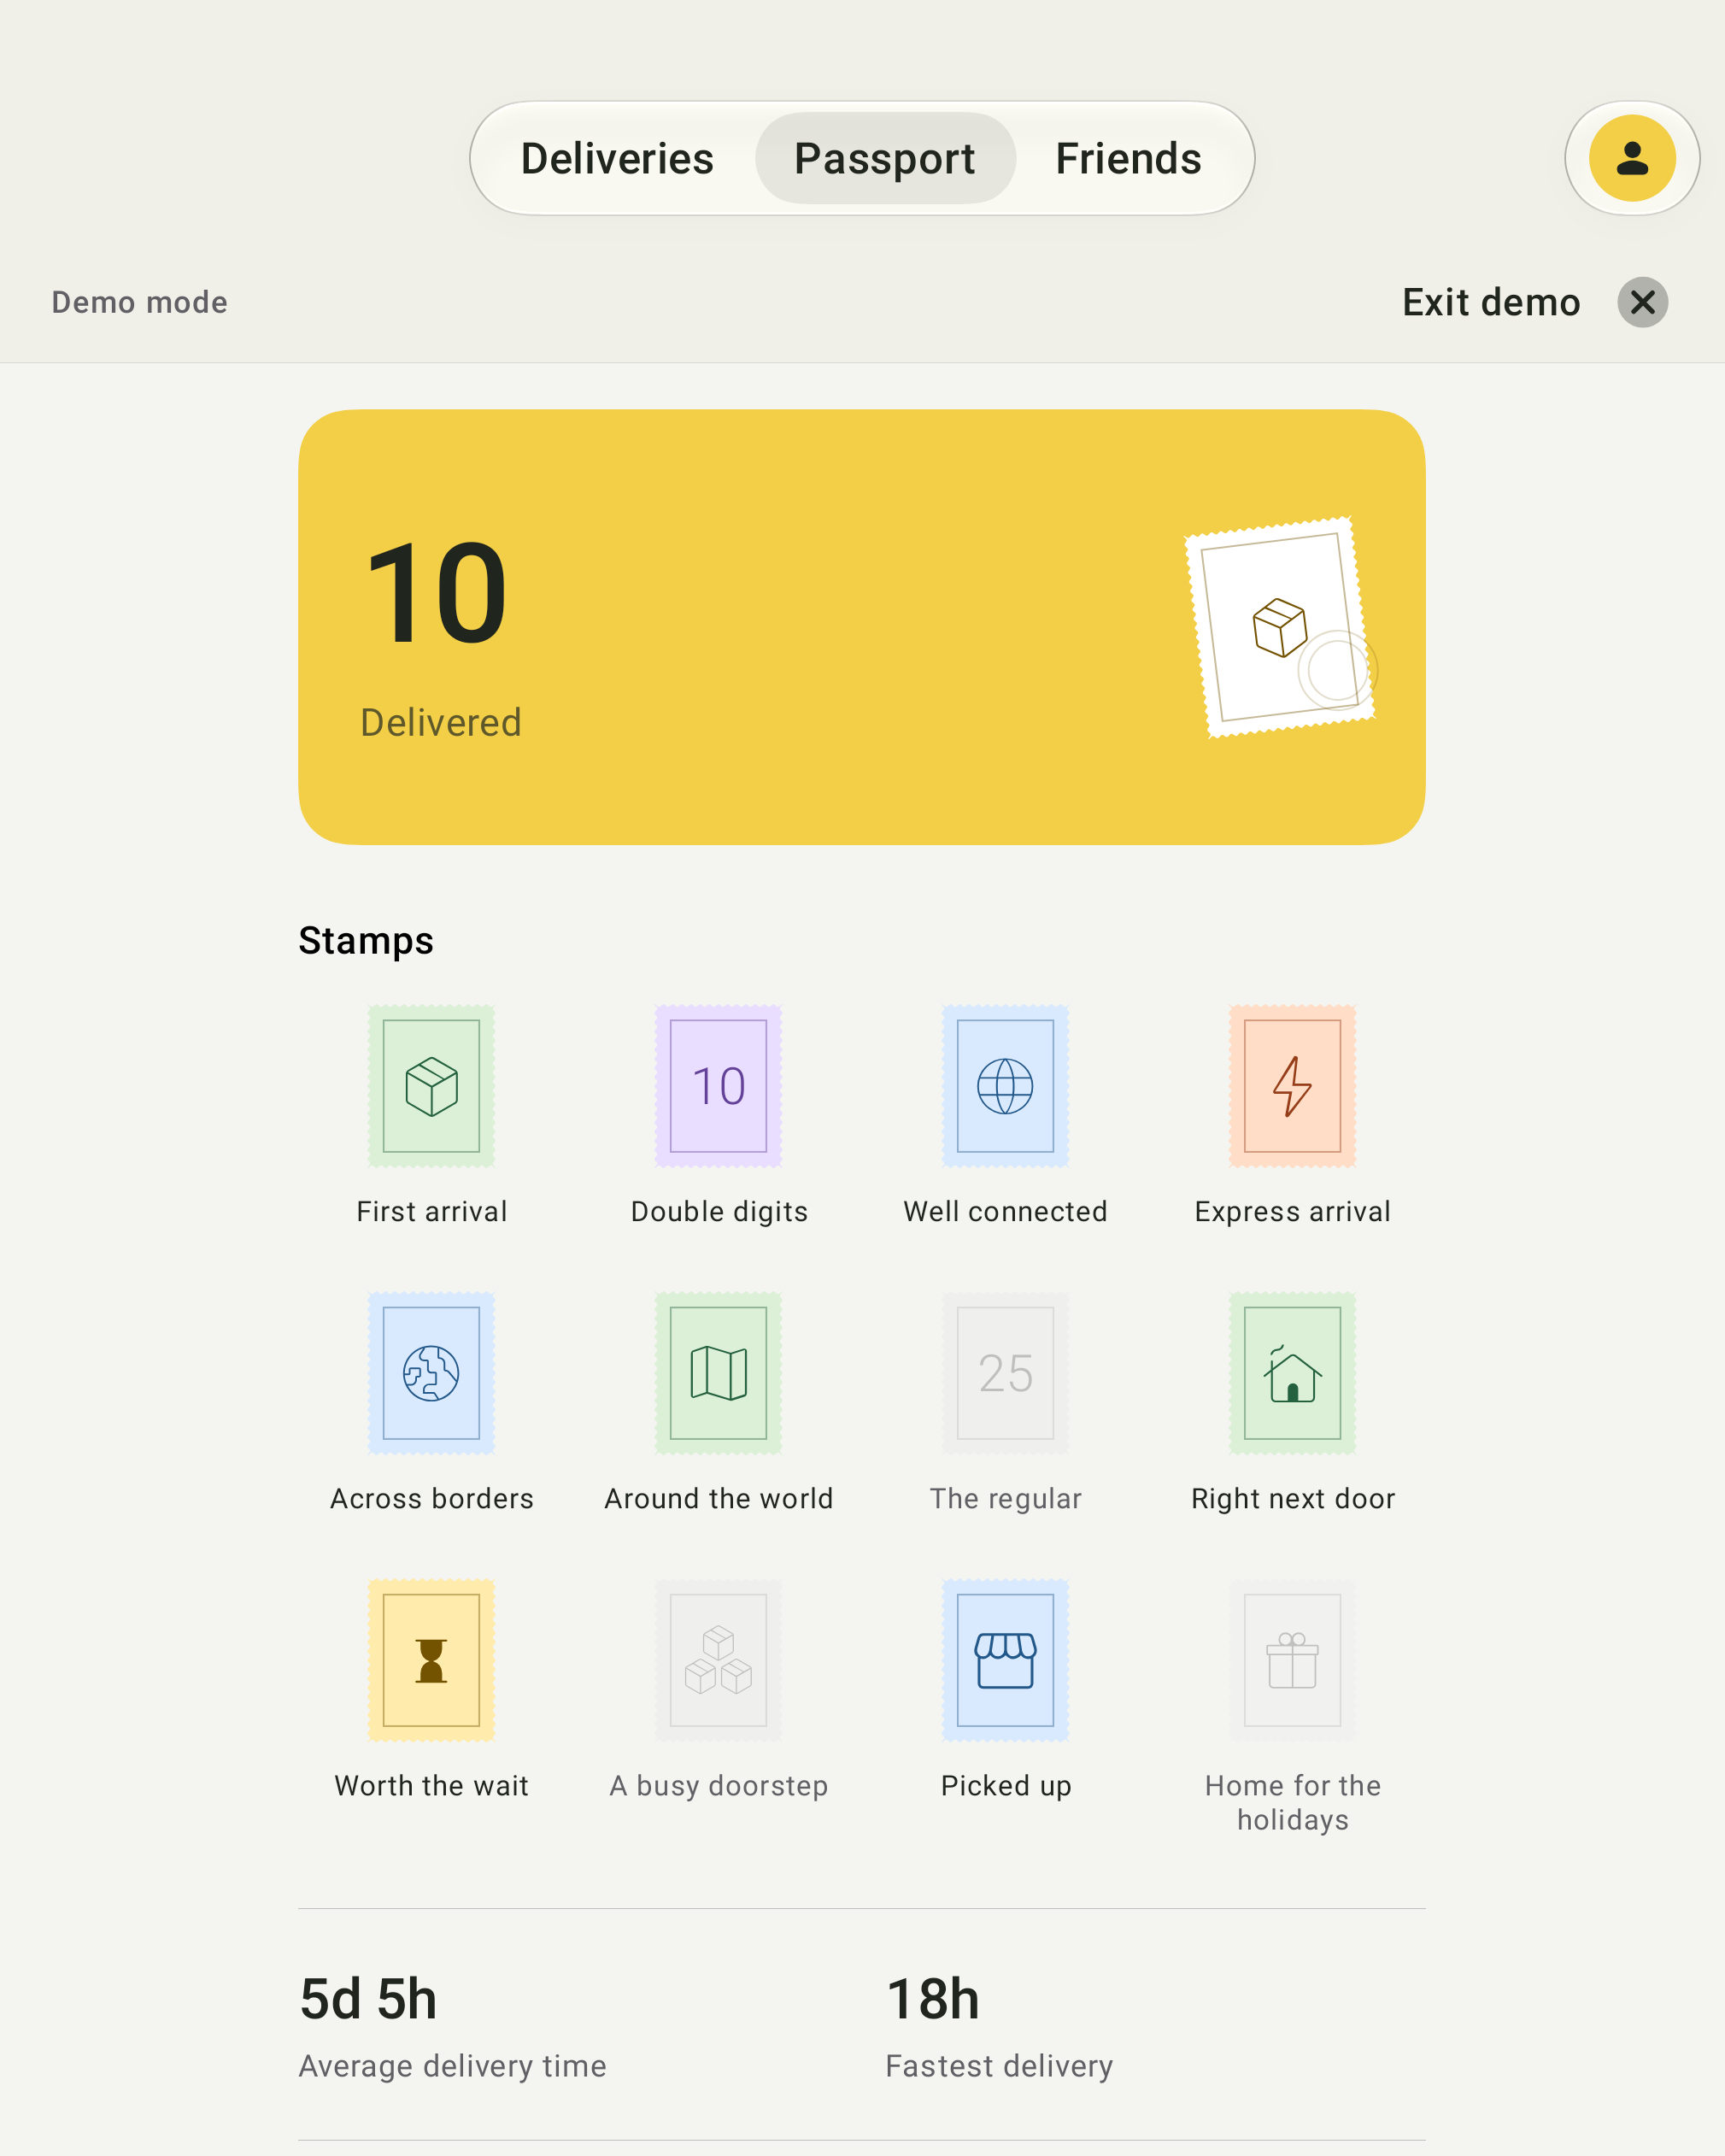 Deliveries Passport Friends
Demo mode
Exit demo
10
Delivered
Stamps
10
First arrival Double digits Well connected Express arrival
25
Across borders Around the world The regular Right next door
Worth the wait A busy doorstep Picked up Home for the
holidays
5d 5h 18h
Average delivery time Fastest delivery